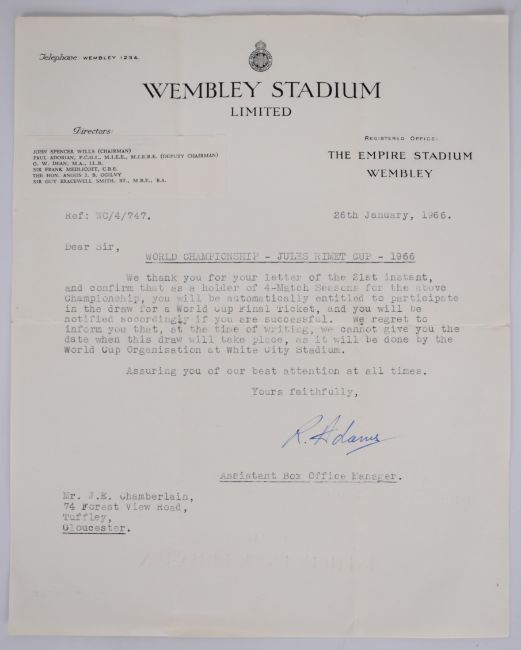 Telephone: WEMBLEY 1234.
WEMBLEY STADIUM
LIMITED
Directors:
JOHN SPENCER WILLS (CHAIRMAN)
PAUL ADORIAN, F.C.G.I., M.I.E.E., M.I.E.R.E. (DEPUTY CHAIRMAN)
G. W. DEAN, M.A., LL.B.
SIR FRANK MEDLICOTT, C.B.E.
THE HON. ANGUS J. B. OGILVY
SIR GUY BRACEWELL SMITH, BT., M.B.E., B.A.
REGISTERED OFFICE:
THE EMPIRE STADIUM
WEMBLEY
Ref: WC/4/747.
26th January, 1966.
Dear Sir,
WORLD CHAMPIONSHIP - JULES RIMET CUP - 1966
We thank you for your letter of the 21st instant,
and confirm that as a holder of 4-Match Seasons for the above
Championship, you will be automatically entitled to participate
in the draw for a World Cup Final Ticket, and you will be
notified accordingly if you are successful. We regret to
inform you that, at the time of writing, we cannot give you the
date when this draw will take place, as it will be done by the
World Cup Organisation at White City Stadium.
Assuring you of our best attention at all times.
Yours faithfully,
R. Adams
Assistant Box Office Manager.
Mr. J.E. Chamberlain,
74 Forest View Road,
Tuffley,
Gloucester.